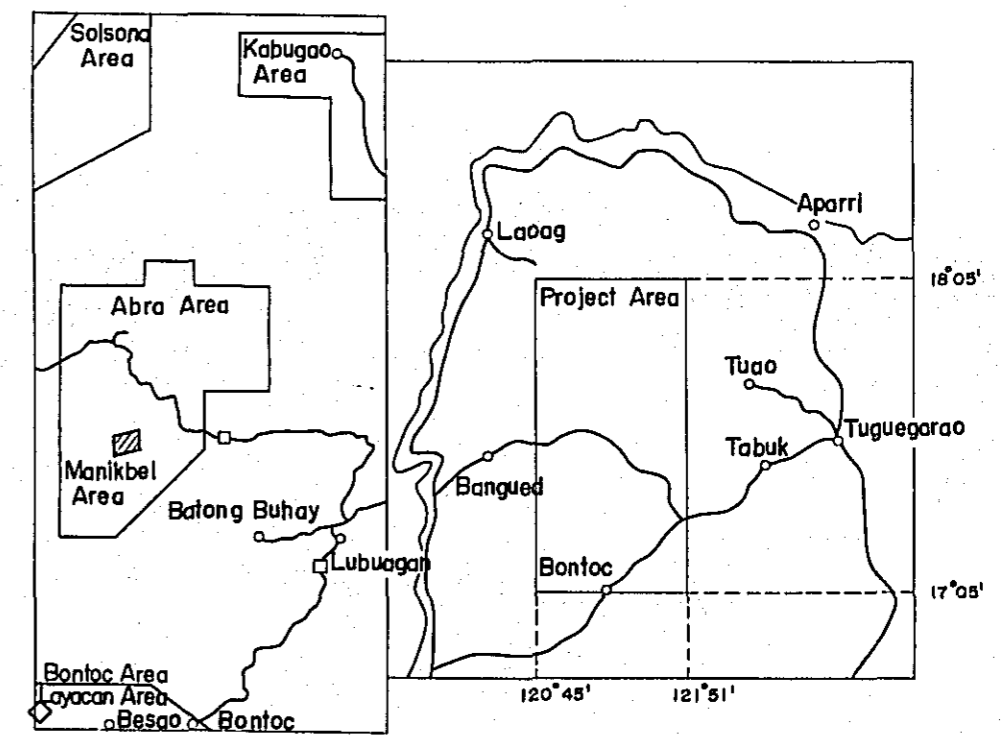 Solsona
Area
Kabugao
Area
Abra Area
Manikbel
Area
Batong Buhay
Lubuagan
Bontoc Area
Layacan Area
Besao
Bontoc
Aparri
Laoag
18°05'
Project Area
Tuao
Tuguegarao
Tabuk
Bangued
Bontoc
17°05'
120°45'
121°51'